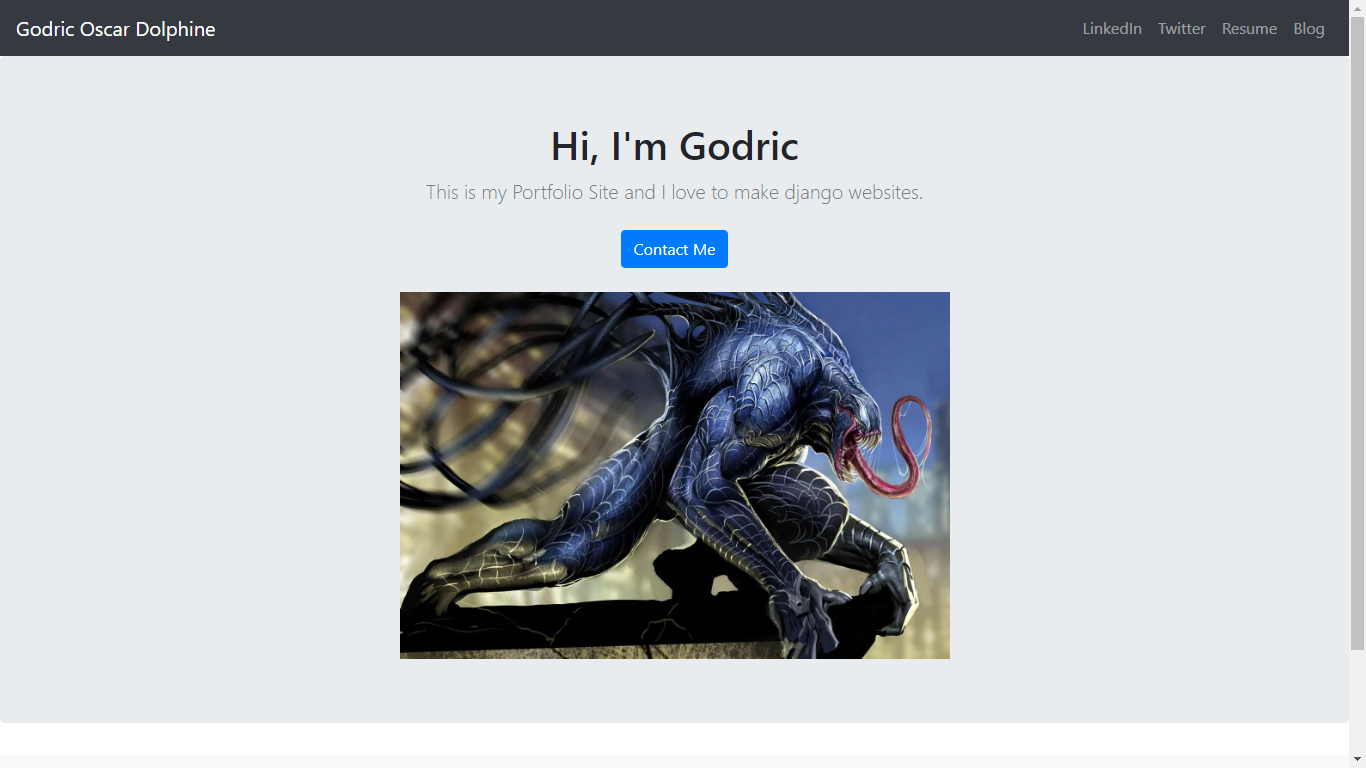 Godric Oscar Dolphine
LinkedIn Twitter Resume Blog
Hi, I'm Godric
This is my Portfolio Site and I love to make django websites.
Contact Me